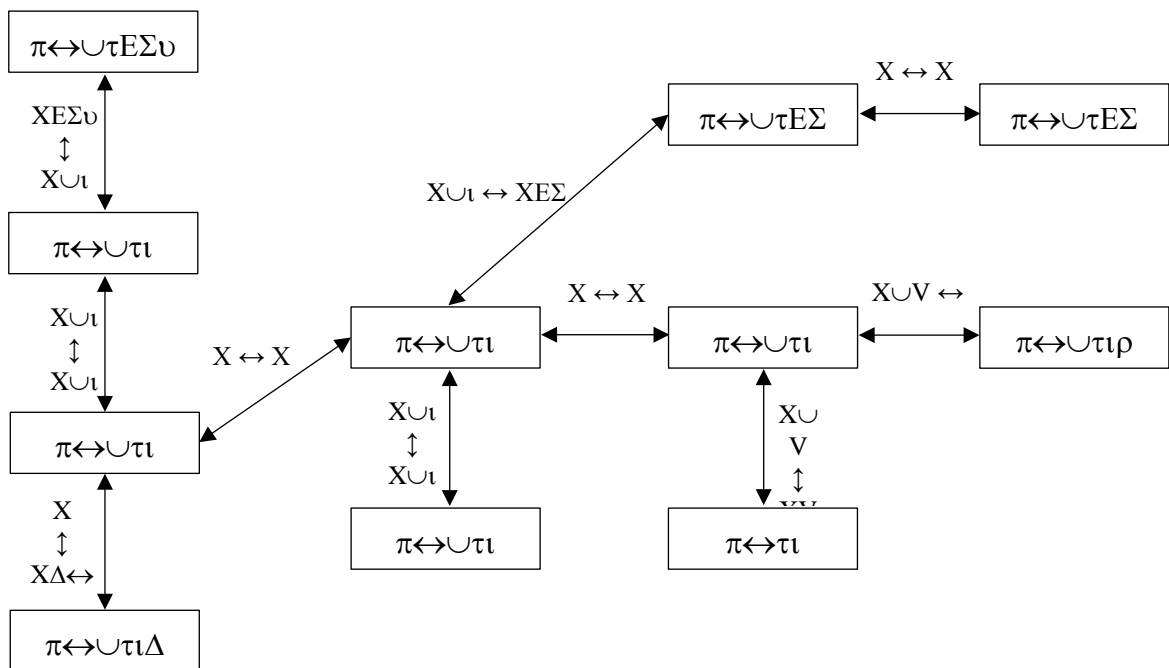 π↔∪τΕΣυ
ΧΕΣυ
↕
Χ∪ι
π↔∪τι
Χ∪ι
↕
Χ∪ι
π↔∪τι
Χ
↕
ΧΔ↔
π↔∪τιΔ
Χ ↔ Χ
Χ∪ι ↔ ΧΕΣ
π↔∪τΕΣ
Χ ↔ Χ
π↔∪τΕΣ
π↔∪τι
Χ ↔ Χ
π↔∪τι
Χ∪V ↔
π↔∪τιρ
Χ∪ι
↕
Χ∪ι
π↔∪τι
Χ∪
V
↕
π↔τι